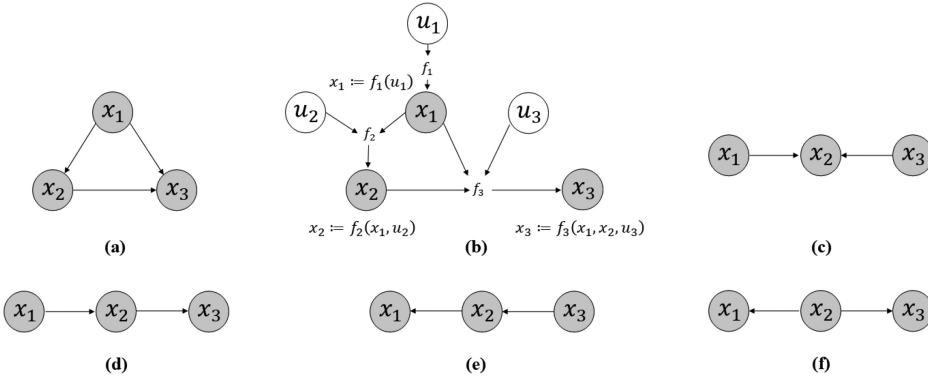 u₁
f₁
x₁ ≔ f₁(u₁)
x₁
u₂
x₁
u₃
f₂
x₁
x₂
x₃
x₂
x₃
x₂
f₃
x₃
x₂ ≔ f₂(x₁, u₂)
x₃ ≔ f₃(x₁, x₂, u₃)
(a)
(b)
(c)
x₁
x₂
x₃
x₁
x₂
x₃
x₁
x₂
x₃
(d)
(e)
(f)